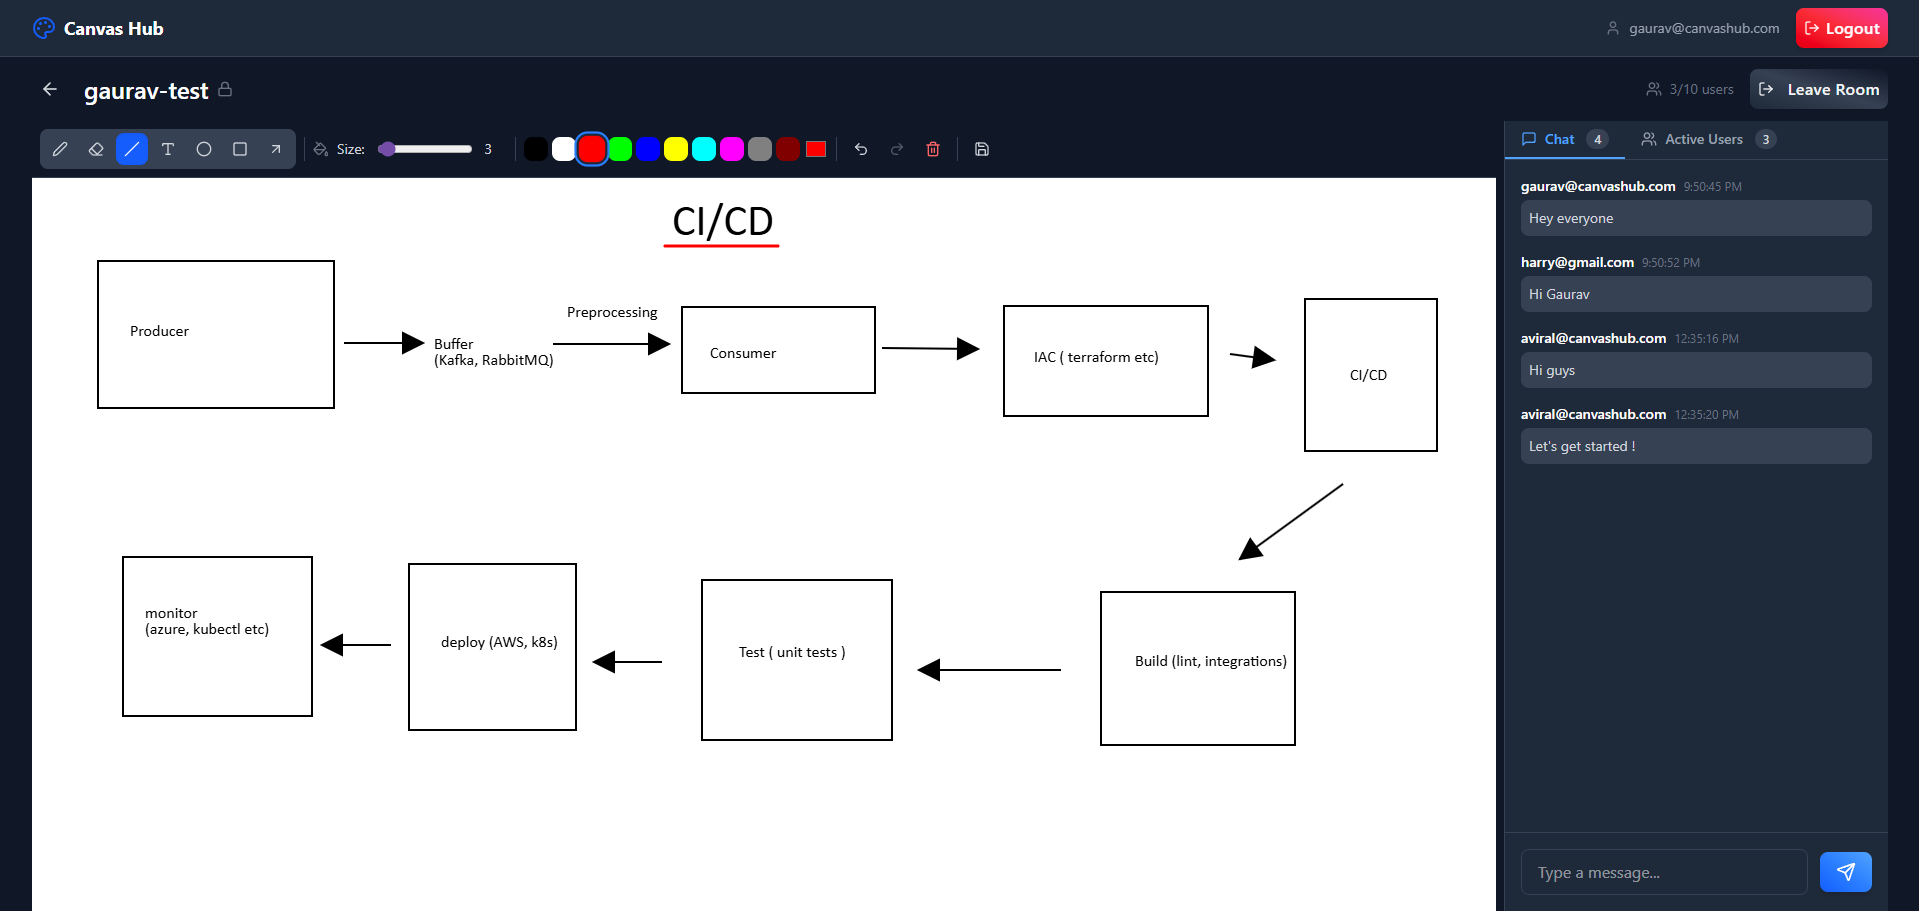 Canvas Hub
gaurav@canvashub.com
Logout
gaurav-test
3/10 users
Leave Room
Size:
3
Chat 4
Active Users 3
CI/CD
Producer
Buffer
(Kafka, RabbitMQ)
Preprocessing
Consumer
IAC ( terraform etc)
CI/CD
monitor
(azure, kubectl etc)
deploy (AWS, k8s)
Test ( unit tests )
Build (lint, integrations)
gaurav@canvashub.com 9:50:45 PM
Hey everyone
harry@gmail.com 9:50:52 PM
Hi Gaurav
aviral@canvashub.com 12:35:16 PM
Hi guys
aviral@canvashub.com 12:35:20 PM
Let's get started !
Type a message...